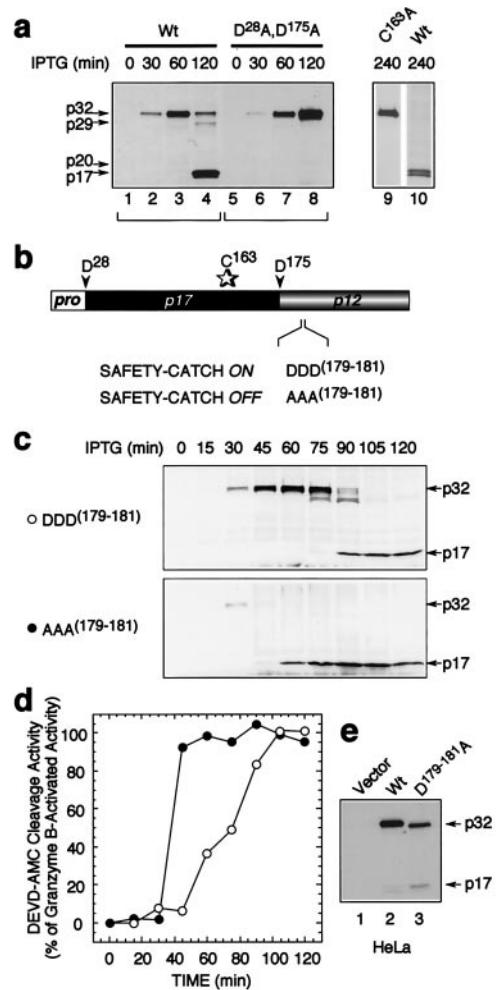 a
Wt D²⁸A,D¹⁷⁵A C¹⁶³A Wt
IPTG (min) 0 30 60 120 0 30 60 120 240 240
p32
p29
p20
p17
1 2 3 4 5 6 7 8 9 10
b
D²⁸ C¹⁶³ D¹⁷⁵
pro p17 p12
SAFETY-CATCH ON DDD(179-181)
SAFETY-CATCH OFF AAA(179-181)
c
IPTG (min) 0 15 30 45 60 75 90 105 120
p32
DDD(179-181)
p17
p32
AAA(179-181)
p17
d
DEVD-AMC Cleavage Activity
(% of Granzyme B-Activated Activity)
100
80
60
40
20
0
0 20 40 60 80 100 120
TIME (min)
e
Vector Wt D¹⁷⁹⁻¹⁸¹A
p32
p17
1 2 3
HeLa